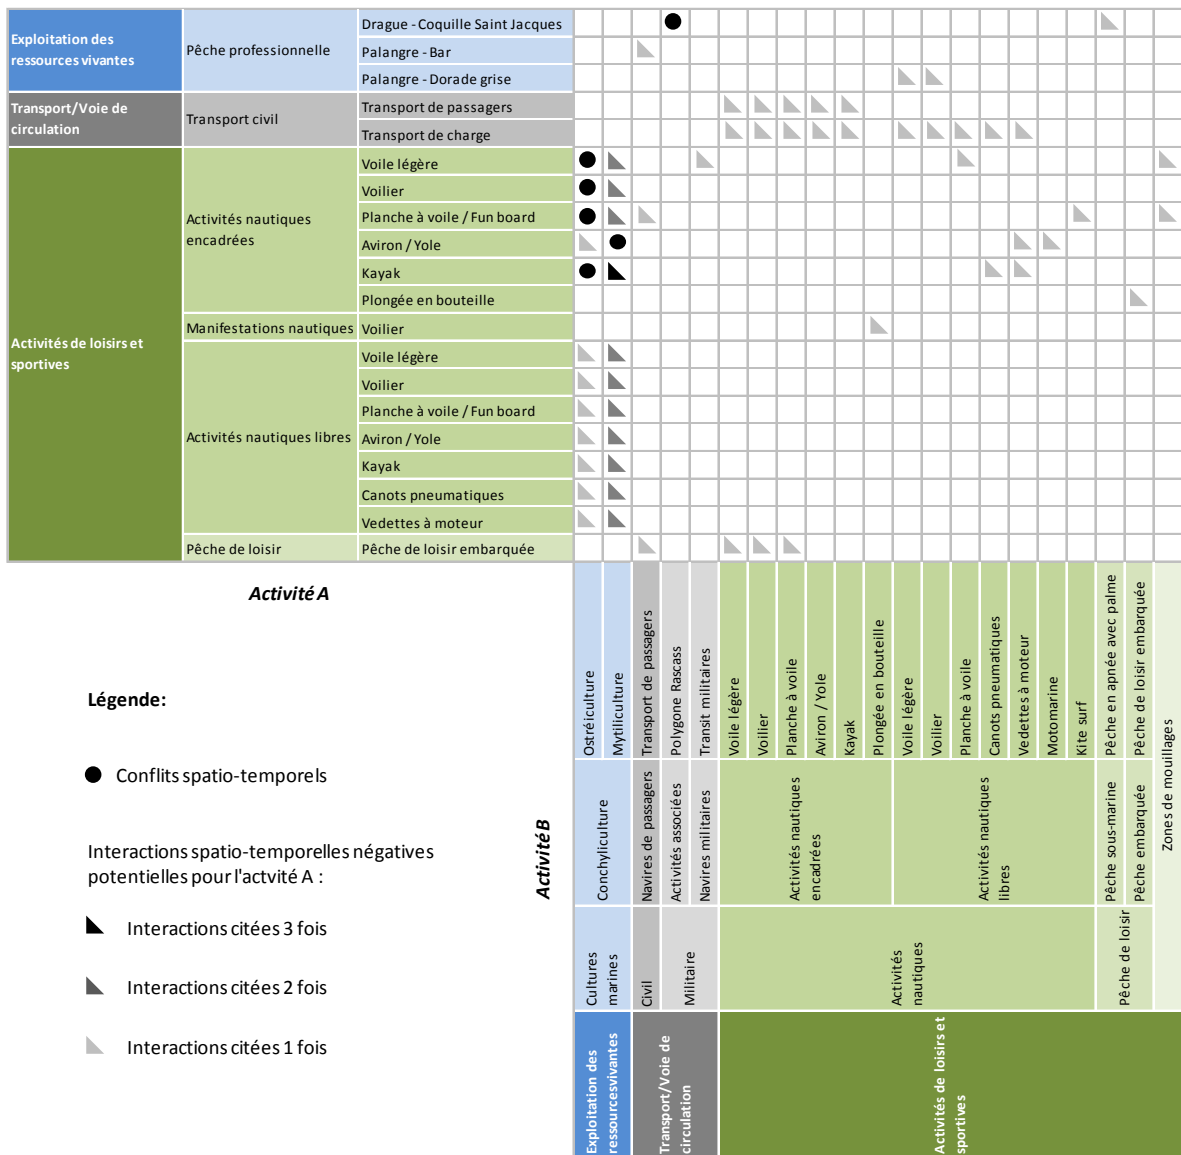 Exploitation des
ressources vivantes
Pêche professionnelle
Drague - Coquille Saint Jacques
Palangre - Bar
Palangre - Dorade grise
Transport/Voie de
circulation
Transport civil
Transport de passagers
Transport de charge
Activités de loisirs et
sportives
Activités nautiques
encadrées
Voile légère
Voilier
Planche à voile / Fun board
Aviron / Yole
Kayak
Plongée en bouteille
Manifestations nautiques
Voilier
Activités nautiques libres
Voile légère
Voilier
Planche à voile / Fun board
Aviron / Yole
Kayak
Canots pneumatiques
Vedettes à moteur
Pêche de loisir
Pêche de loisir embarquée
Activité A
Légende:
Conflits spatio-temporels
Interactions spatio-temporelles négatives
potentielles pour l'actvité A :
Interactions citées 3 fois
Interactions citées 2 fois
Interactions citées 1 fois
Activité B
Ostréiculture
Mytiliculture
Transport de passagers
Polygone Rascass
Transit militaires
Voile légère
Voilier
Planche à voile
Aviron / Yole
Kayak
Plongée en bouteille
Voile légère
Voilier
Planche à voile
Canots pneumatiques
Vedettes à moteur
Motomarine
Kite surf
Pêche en apnée avec palme
Pêche de loisir embarquée
Zones de mouillages
Conchyliculture
Navires de passagers
Activités associées
Navires militaires
Activités nautiques
encadrées
Activités nautiques
libres
Pêche sous-marine
Pêche embarquée
Cultures
marines
Civil
Militaire
Activités
nautiques
Pêche de loisir
Exploitation des
ressourcesvivantes
Transport/Voie de
circulation
Activités de loisirs et
sportives